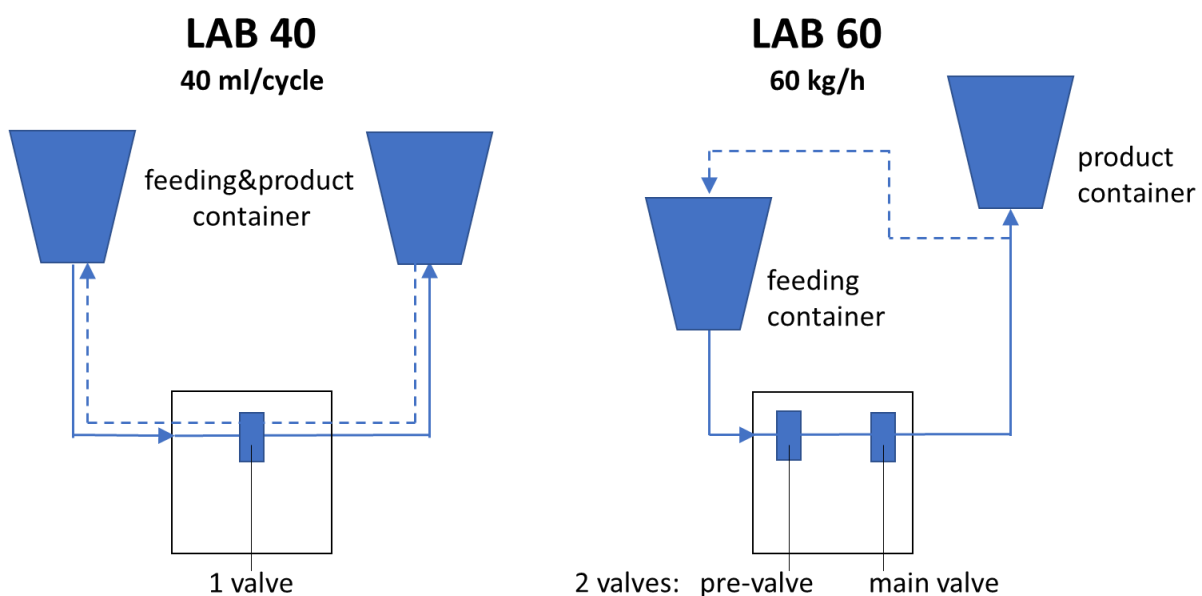 LAB 40
40 ml/cycle
feeding&product
container
1 valve
LAB 60
60 kg/h
product
container
feeding
container
2 valves: pre-valve main valve